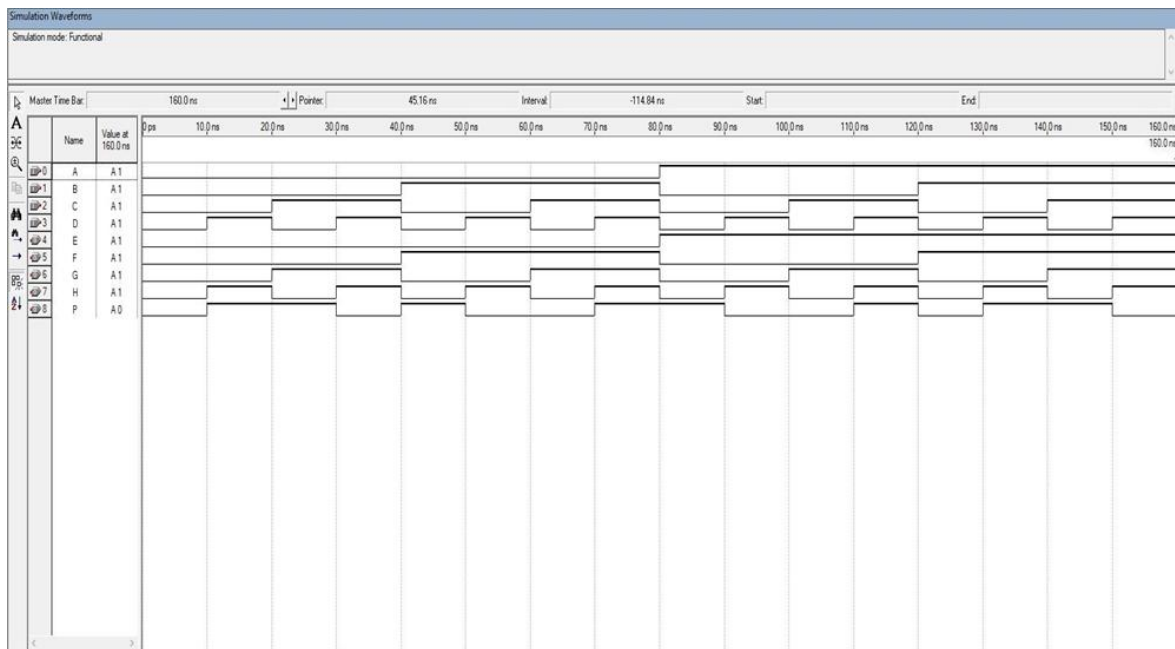 Simulation Waveforms
Simulation mode: Functional
Master Time Bar: 160.0 ns Pointer: 45.16 ns Interval: -114.84 ns Start: End:
Name Value at 160.0 ns 0 ps 10.0 ns 20.0 ns 30.0 ns 40.0 ns 50.0 ns 60.0 ns 70.0 ns 80.0 ns 90.0 ns 100.0 ns 110.0 ns 120.0 ns 130.0 ns 140.0 ns 150.0 ns 160.0 ns
160.0 ns
0 A A 1
1 B A 1
2 C A 1
3 D A 1
4 E A 1
5 F A 1
6 G A 1
7 H A 1
8 P A 0